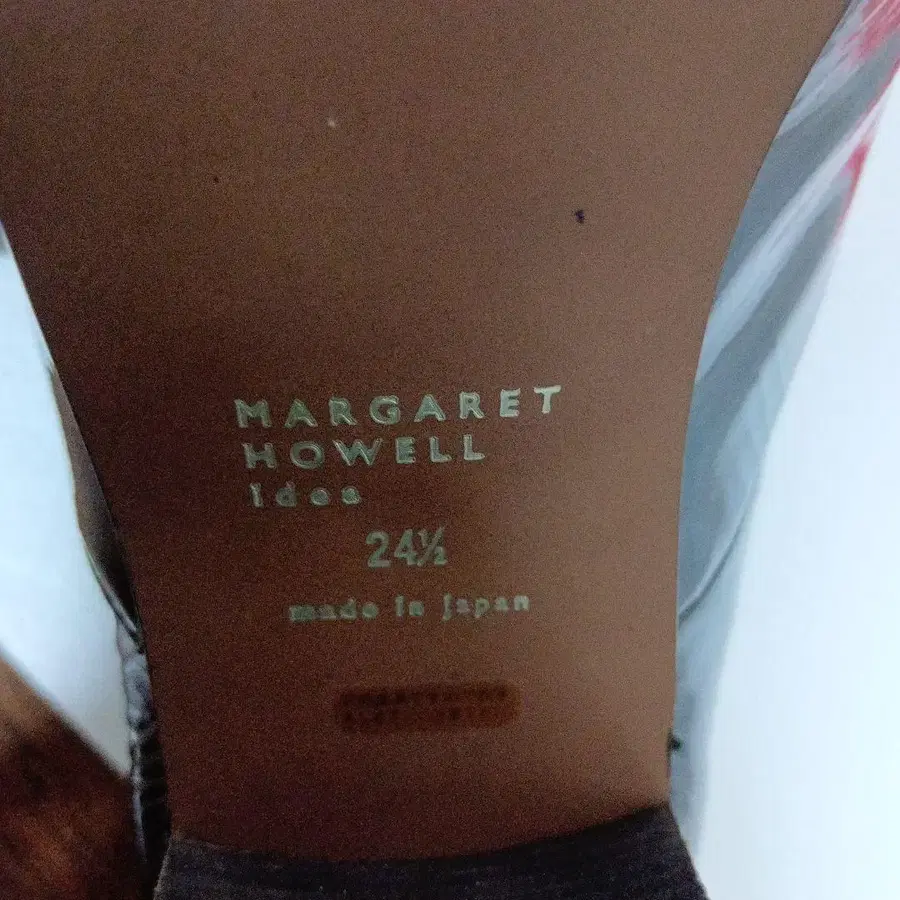 MARGARET
HOWELL
idea
24½
made in japan